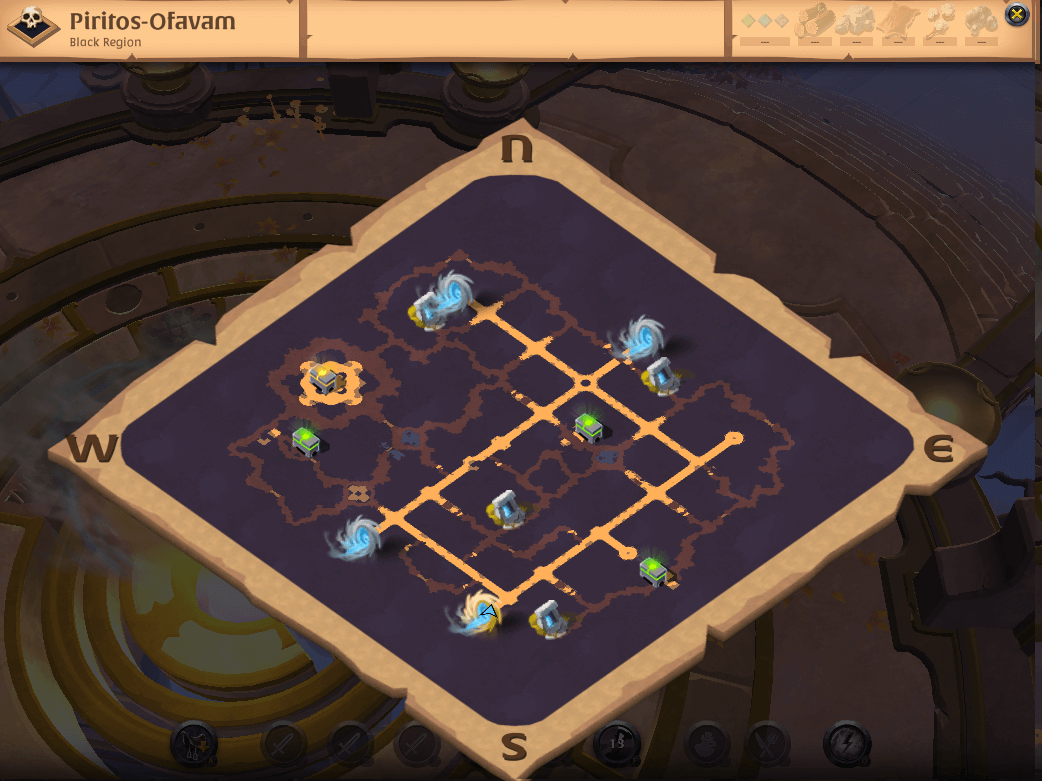 Piritos-Ofavam
Black Region
-- -- -- -- -- --
N
W
E
S
13